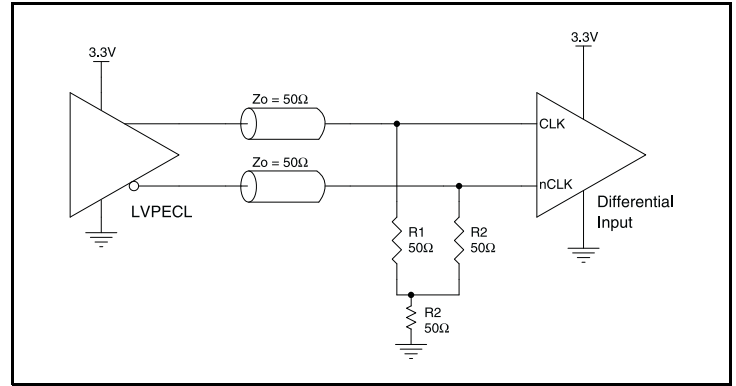 3.3V
3.3V
Zo = 50Ω
CLK
Zo = 50Ω
nCLK
LVPECL
Differential
Input
R1
50Ω
R2
50Ω
R2
50Ω